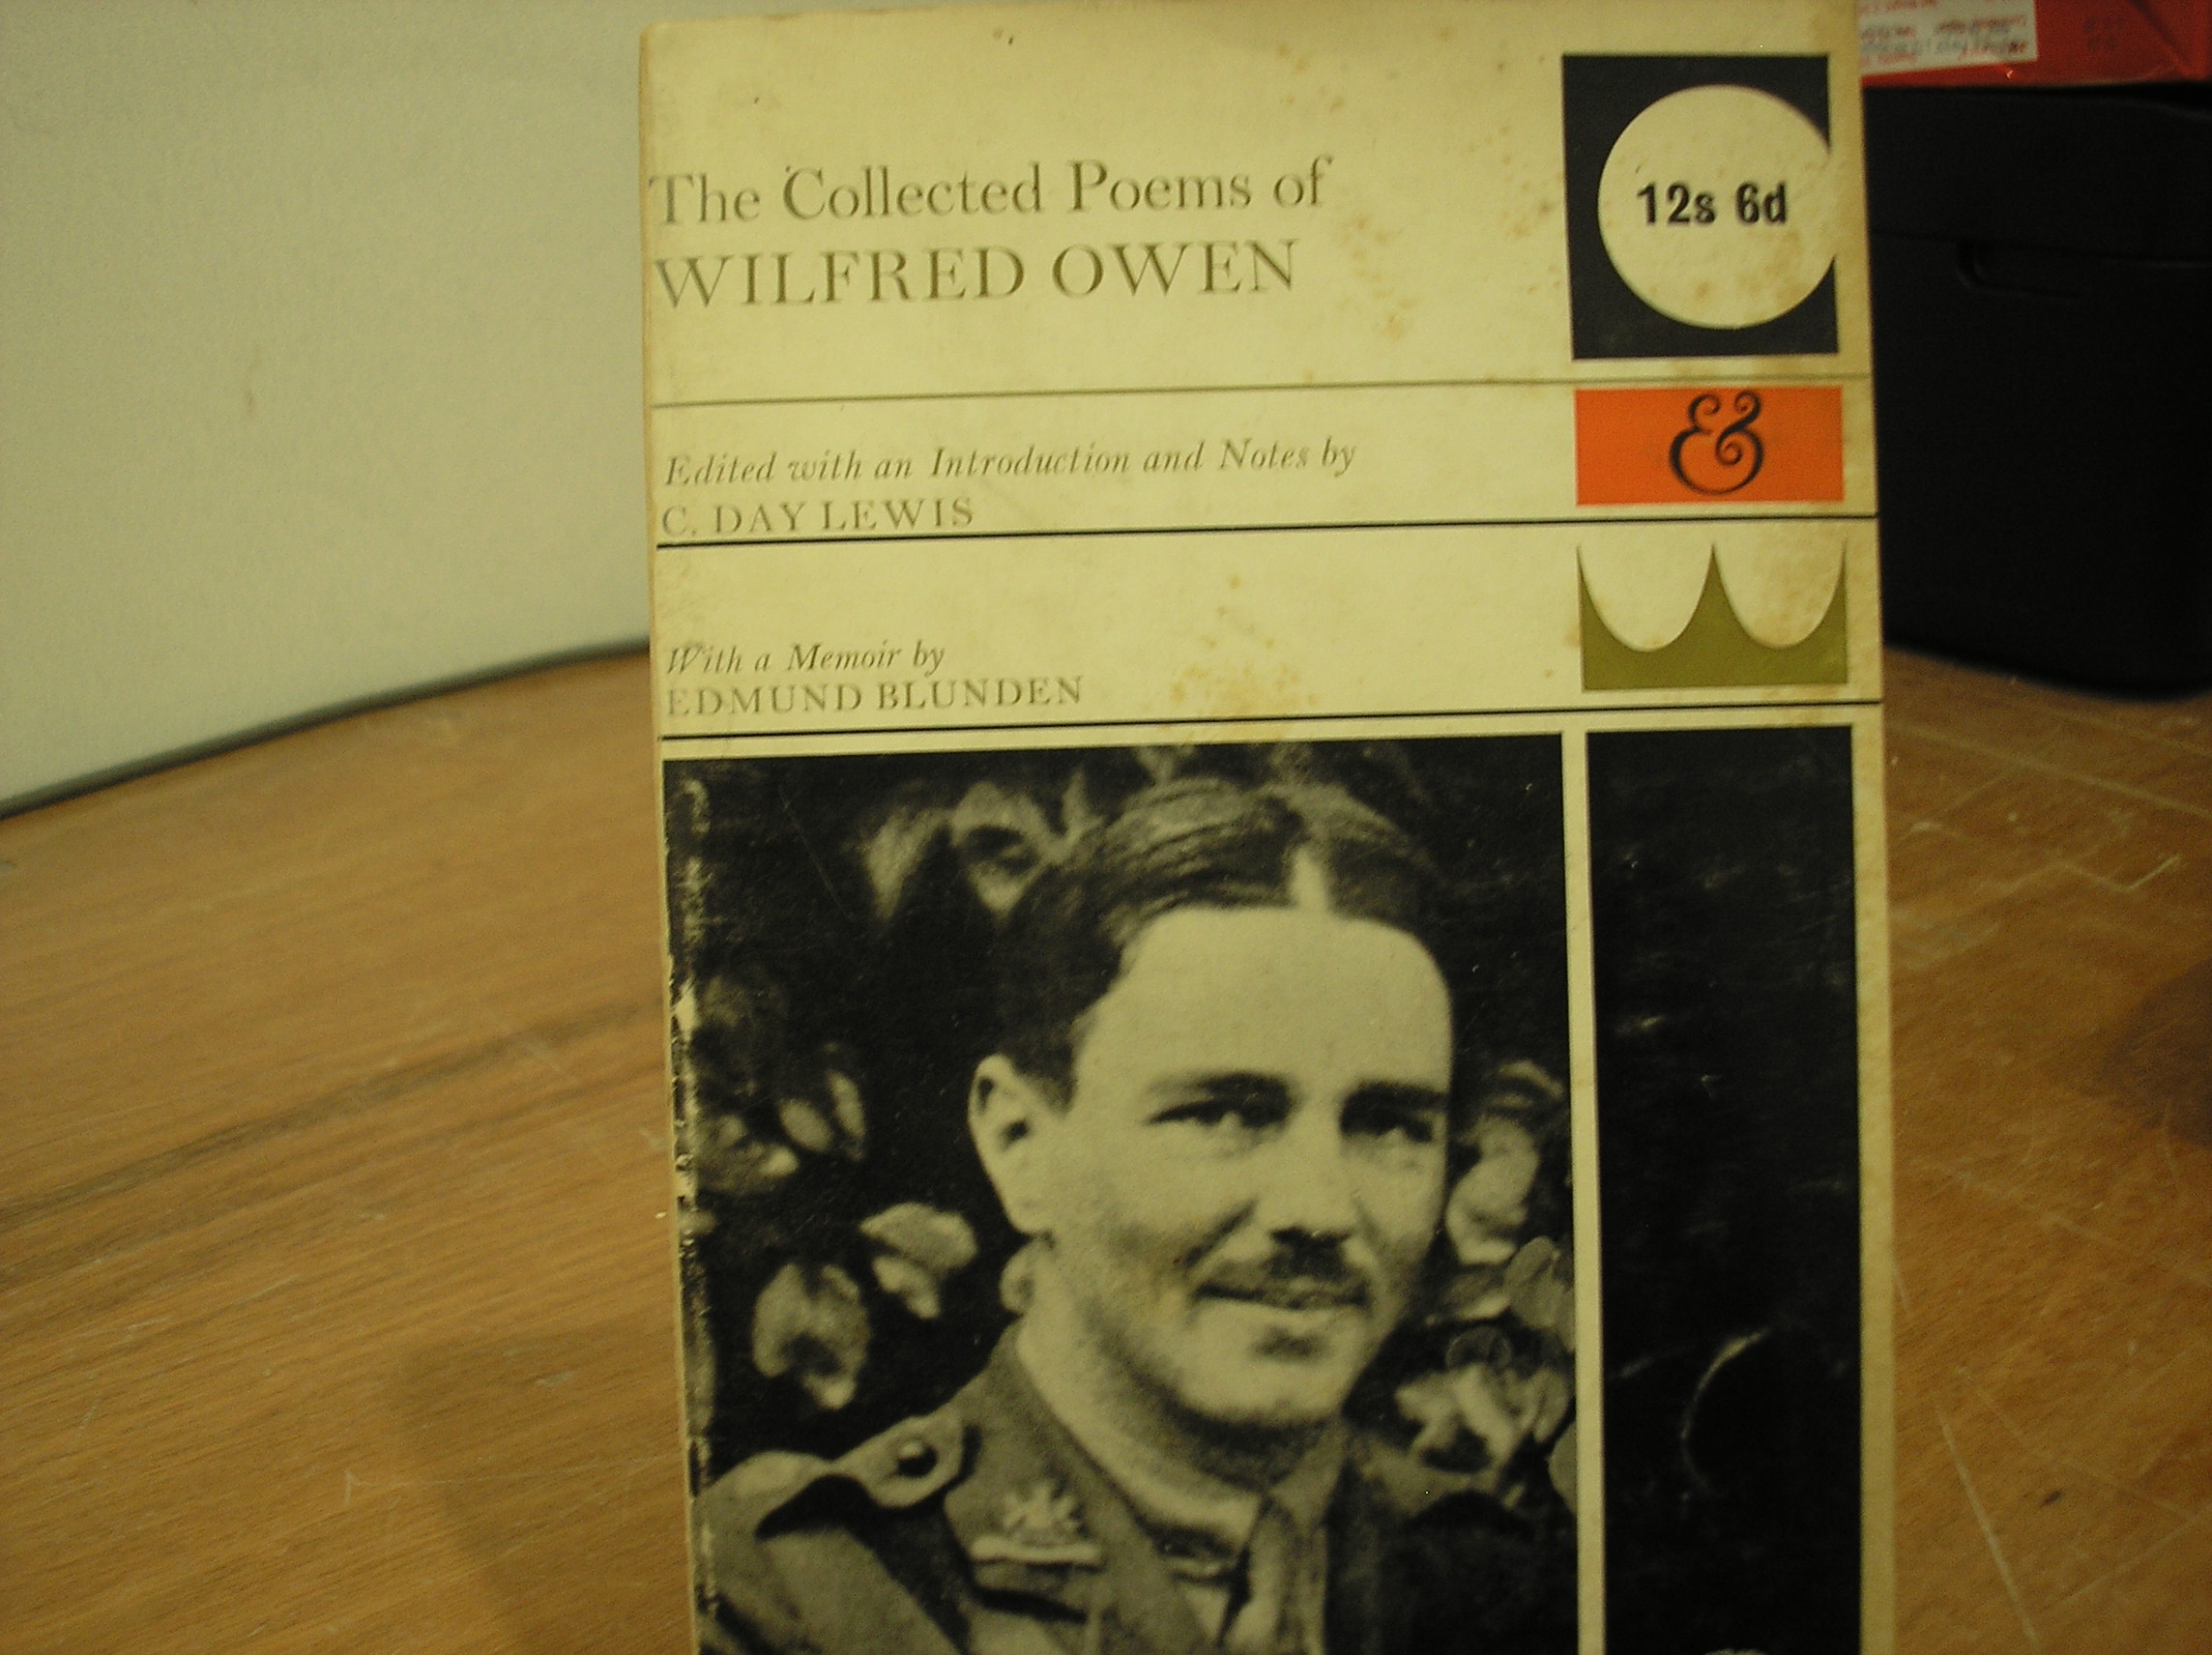 The Collected Poems of
WILFRED OWEN
12s 6d
Edited with an Introduction and Notes by
C. DAY LEWIS
&
With a Memoir by
EDMUND BLUNDEN